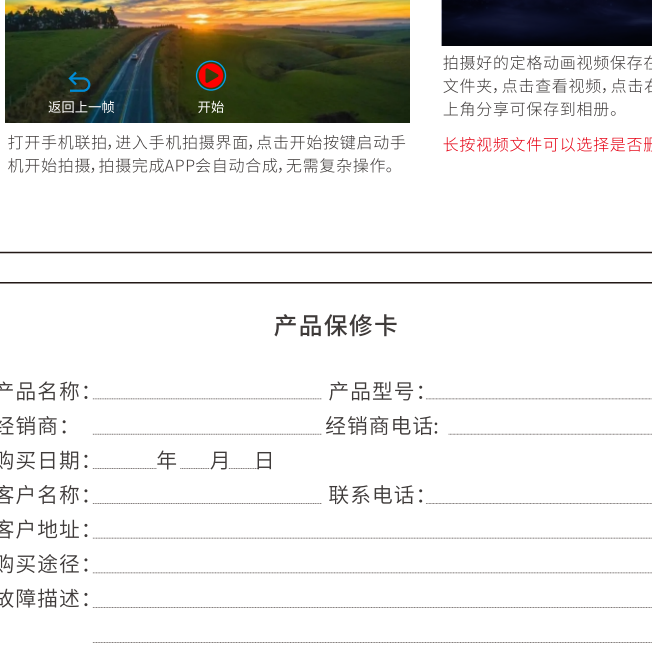 返回上一帧
开始
打开手机联拍,进入手机拍摄界面,点击开始按键启动手
机开始拍摄,拍摄完成APP会自动合成,无需复杂操作。
拍摄好的定格动画视频保存在
文件夹,点击查看视频,点击右
上角分享可保存到相册。
长按视频文件可以选择是否删
产品保修卡
产品名称: 产品型号:
经销商: 经销商电话:
购买日期: 年 月 日
客户名称: 联系电话:
客户地址:
购买途径:
故障描述: